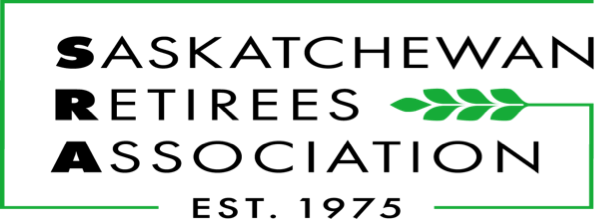 SASKATCHEWAN
RETIREES
ASSOCIATION
EST. 1975